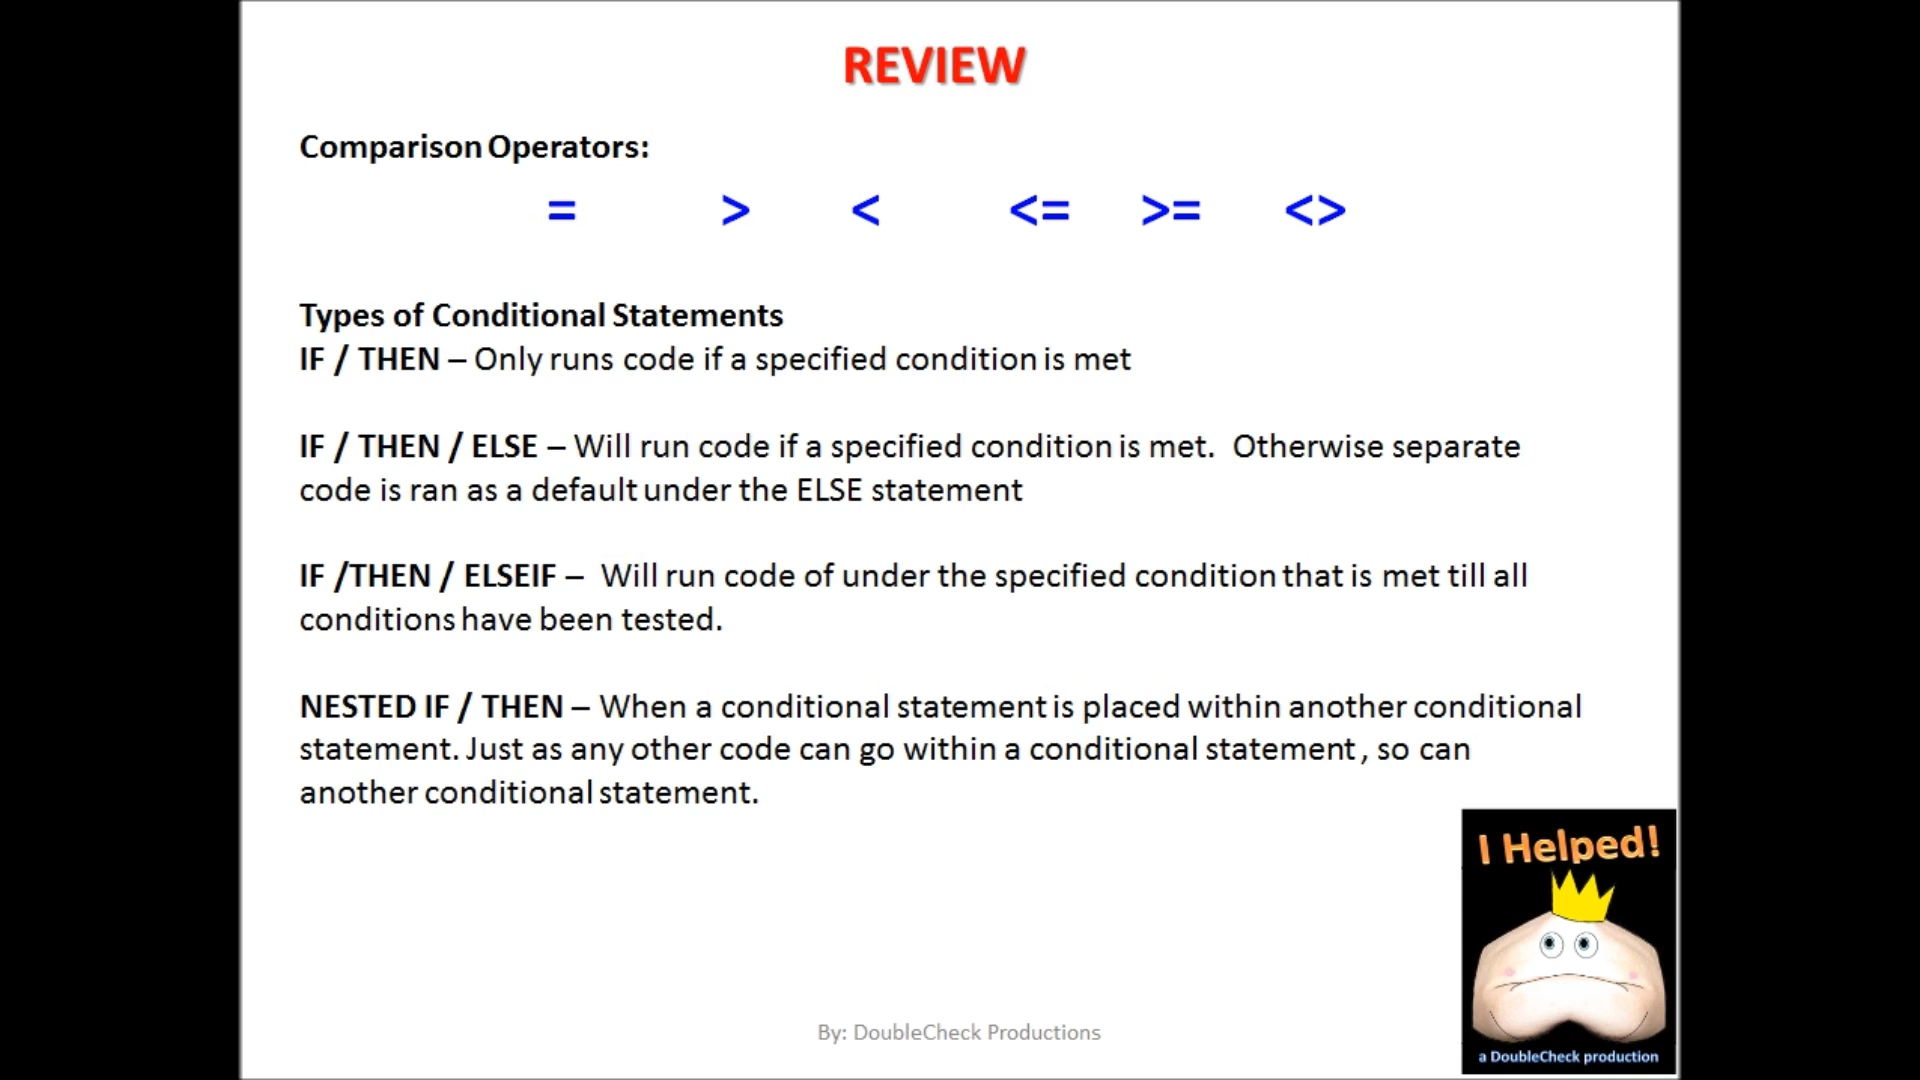 REVIEW
Comparison Operators:
= > < <= >= <>
Types of Conditional Statements
IF / THEN – Only runs code if a specified condition is met
IF / THEN / ELSE – Will run code if a specified condition is met. Otherwise separate
code is ran as a default under the ELSE statement
IF /THEN / ELSEIF – Will run code of under the specified condition that is met till all
conditions have been tested.
NESTED IF / THEN – When a conditional statement is placed within another conditional
statement. Just as any other code can go within a conditional statement, so can
another conditional statement.
I Helped!
a DoubleCheck production
By: DoubleCheck Productions